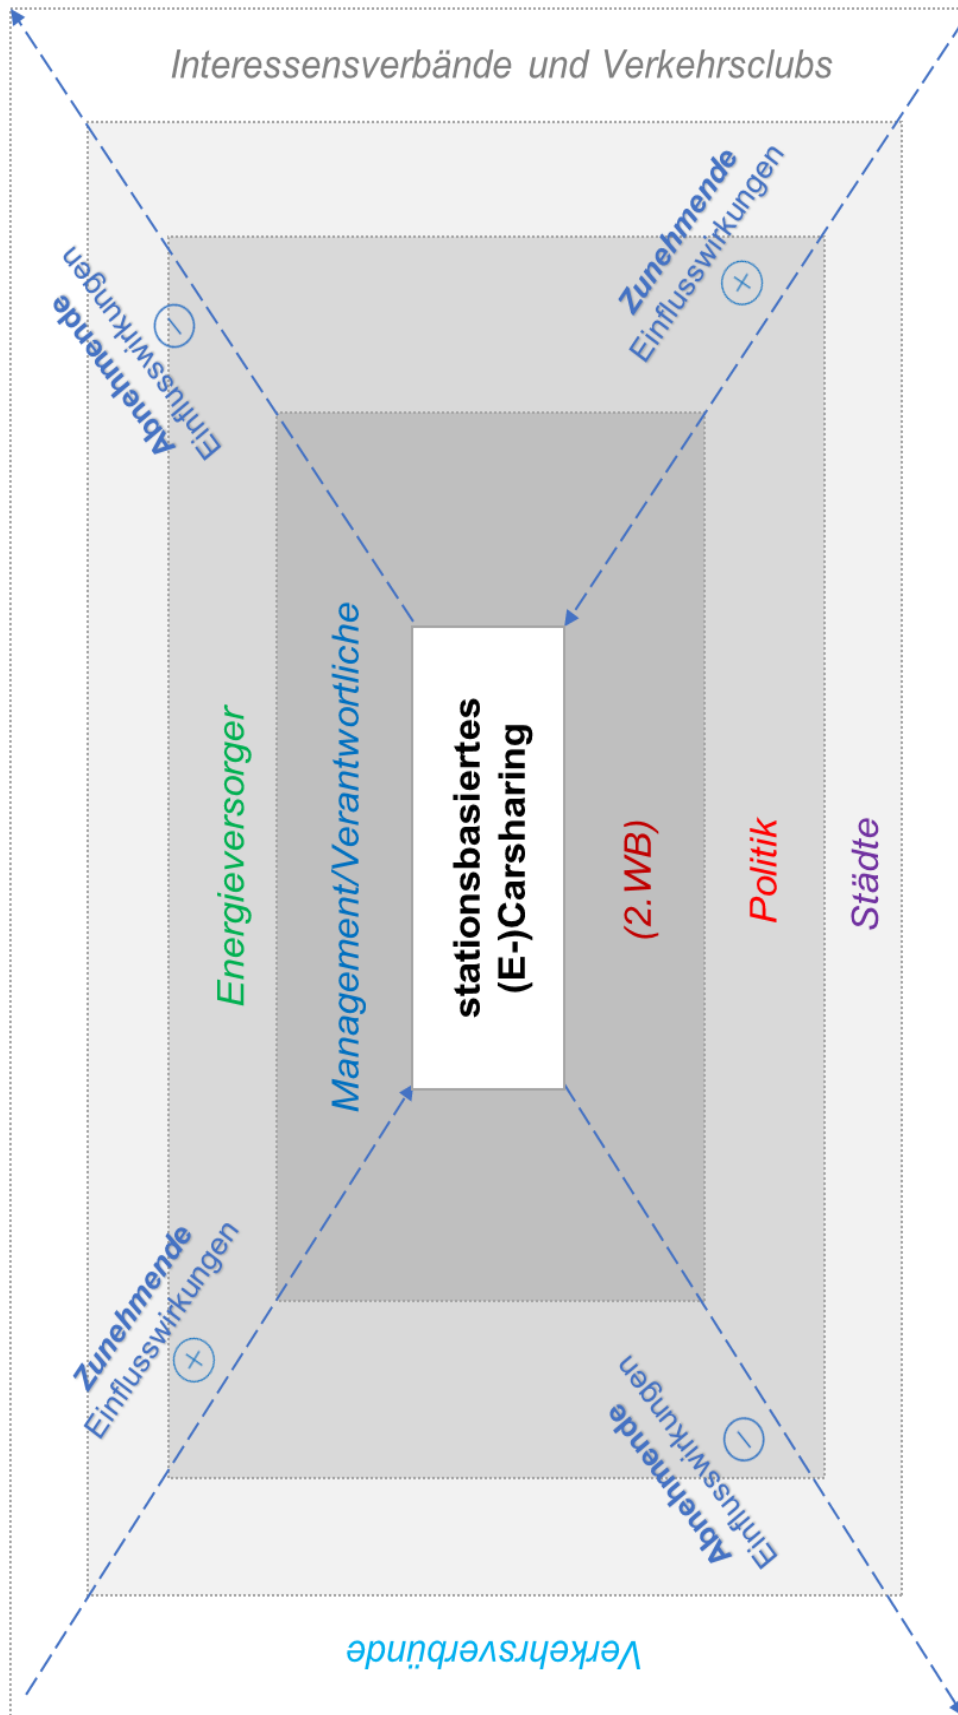 Interessensverbände und Verkehrsclubs
Zunehmende
Einflusswirkungen
+
Abnehmende
Einflusswirkungen
−
Energieversorger
Management/Verantwortliche
stationsbasiertes
(E-)Carsharing
(2.WB)
Politik
Städte
Zunehmende
Einflusswirkungen
+
Abnehmende
Einflusswirkungen
−
Verkehrsverbünde